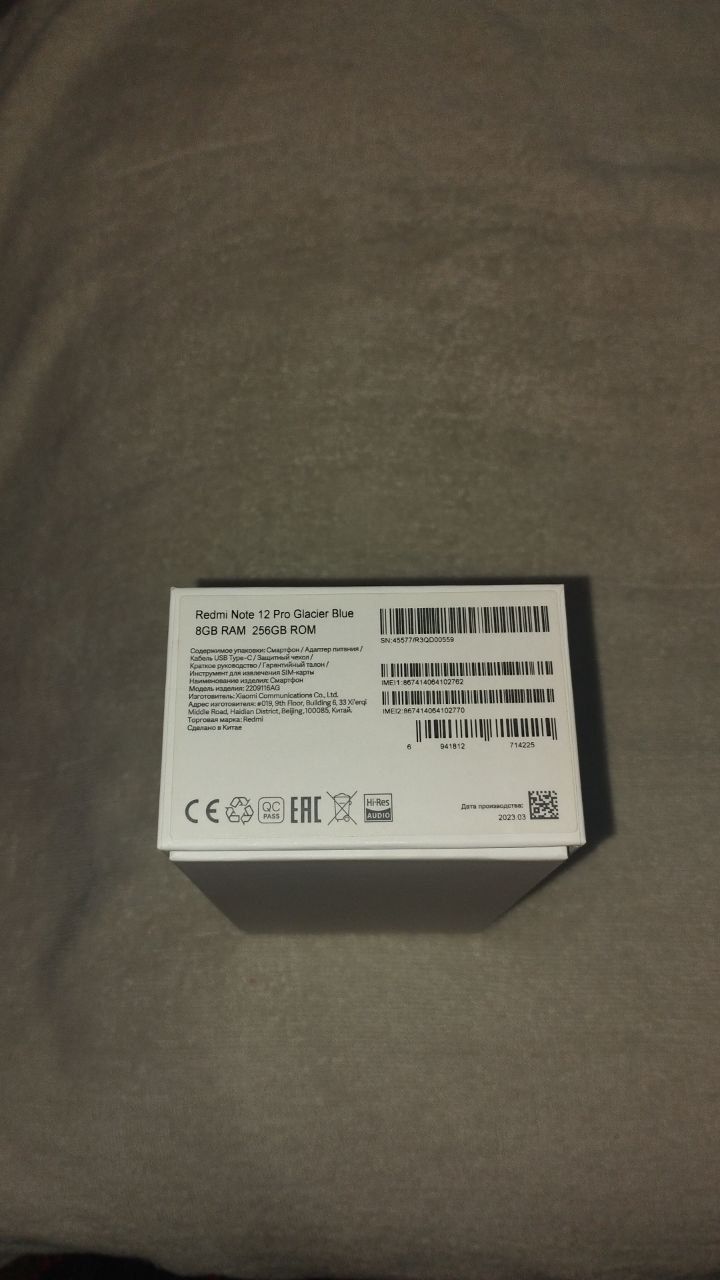 Redmi Note 12 Pro Glacier Blue
8GB RAM 256GB ROM
Содержимое упаковки: Смартфон / Адаптер питания /
Кабель USB Type-C / Защитный чехол /
Краткое руководство / Гарантийный талон /
Инструмент для извлечения SIM-карты
Наименование изделия: Смартфон
Модель изделия: 2209116AG
Изготовитель: Xiaomi Communications Co., Ltd.
Адрес изготовителя: #019, 9th Floor, Building 6, 33 Xi'erqi
Middle Road, Haidian District, Beijing, 100085, Китай.
Торговая марка: Redmi
Сделано в Китае
SN:45577/R3QD00559
IMEI1:867414064102762
IMEI2:867414064102770
6 941812 714225
CE
QC
PASS
EAC
Hi-Res
AUDIO
Дата производства:
2023.03